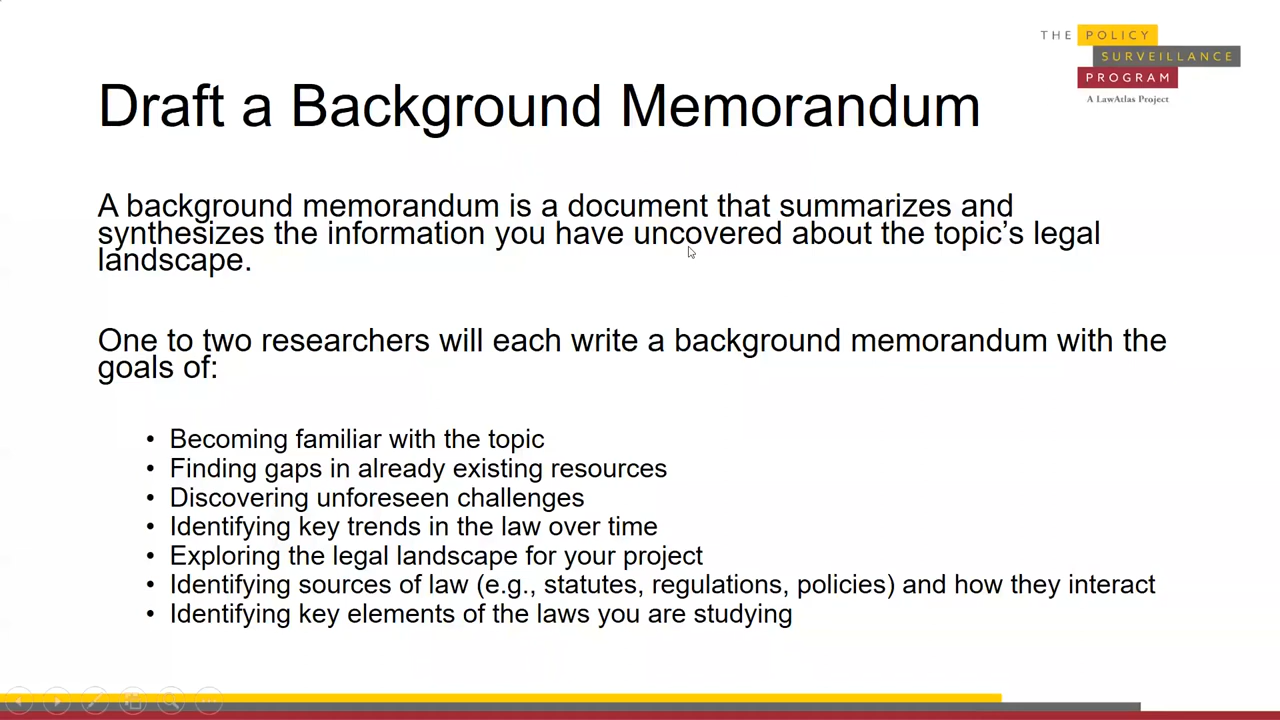 THE POLICY
SURVEILLANCE
PROGRAM
A LawAtlas Project
Draft a Background Memorandum
A background memorandum is a document that summarizes and
synthesizes the information you have uncovered about the topic’s legal
landscape.
One to two researchers will each write a background memorandum with the
goals of:
• Becoming familiar with the topic
• Finding gaps in already existing resources
• Discovering unforeseen challenges
• Identifying key trends in the law over time
• Exploring the legal landscape for your project
• Identifying sources of law (e.g., statutes, regulations, policies) and how they interact
• Identifying key elements of the laws you are studying